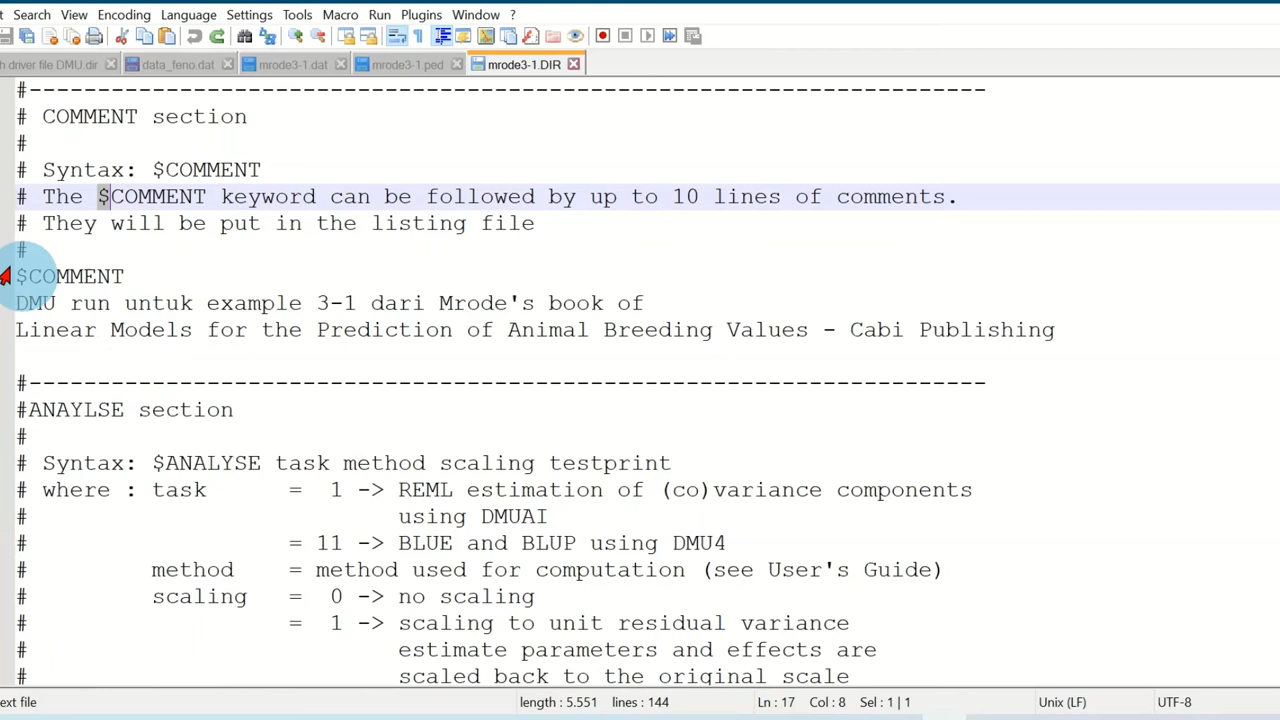 Search Encoding Language Settings Tools Macro Run Plugins Window ?
driver file DMU dir data_feno.dat mrode3-1.dat mrode3-1.ped mrode3-1.DIR
#----------------------------------------------------------------------
# COMMENT section
#
# Syntax: $COMMENT
# The $COMMENT keyword can be followed by up to 10 lines of comments.
# They will be put in the listing file
#
$COMMENT
DMU run untuk example 3-1 dari Mrode's book of
Linear Models for the Prediction of Animal Breeding Values - Cabi Publishing
#----------------------------------------------------------------------
#ANAYLSE section
#
# Syntax: $ANALYSE task method scaling testprint
# where : task = 1 -> REML estimation of (co)variance components
# using DMUAI
# = 11 -> BLUE and BLUP using DMU4
# method = method used for computation (see User's Guide)
# scaling = 0 -> no scaling
# = 1 -> scaling to unit residual variance
# estimate parameters and effects are
# scaled back to the original scale
ext file length : 5.551 lines : 144 Ln : 17 Col : 8 Sel : 1 | 1 Unix (LF) UTF-8